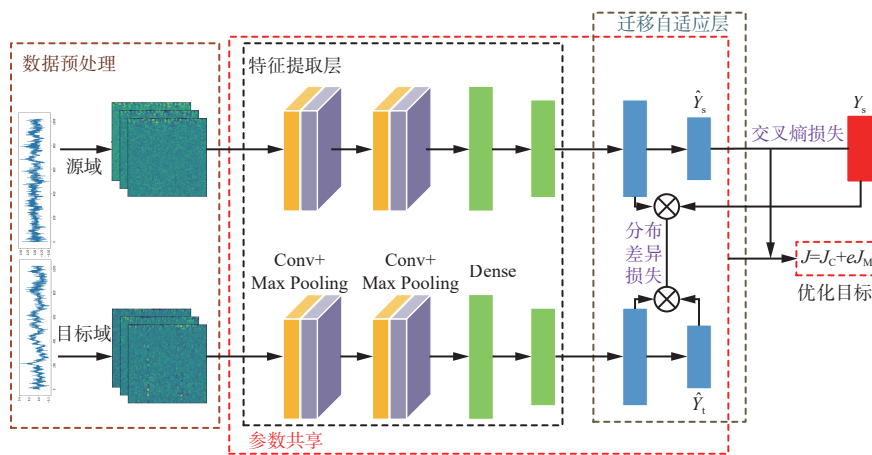 迁移自适应层
数据预处理
特征提取层
Ŷs
Ys
交叉熵损失
源域
分布
差异
损失
J=JC+eJM
优化目标
Conv+
Max Pooling
Conv+
Max Pooling
Dense
目标域
Ŷt
参数共享